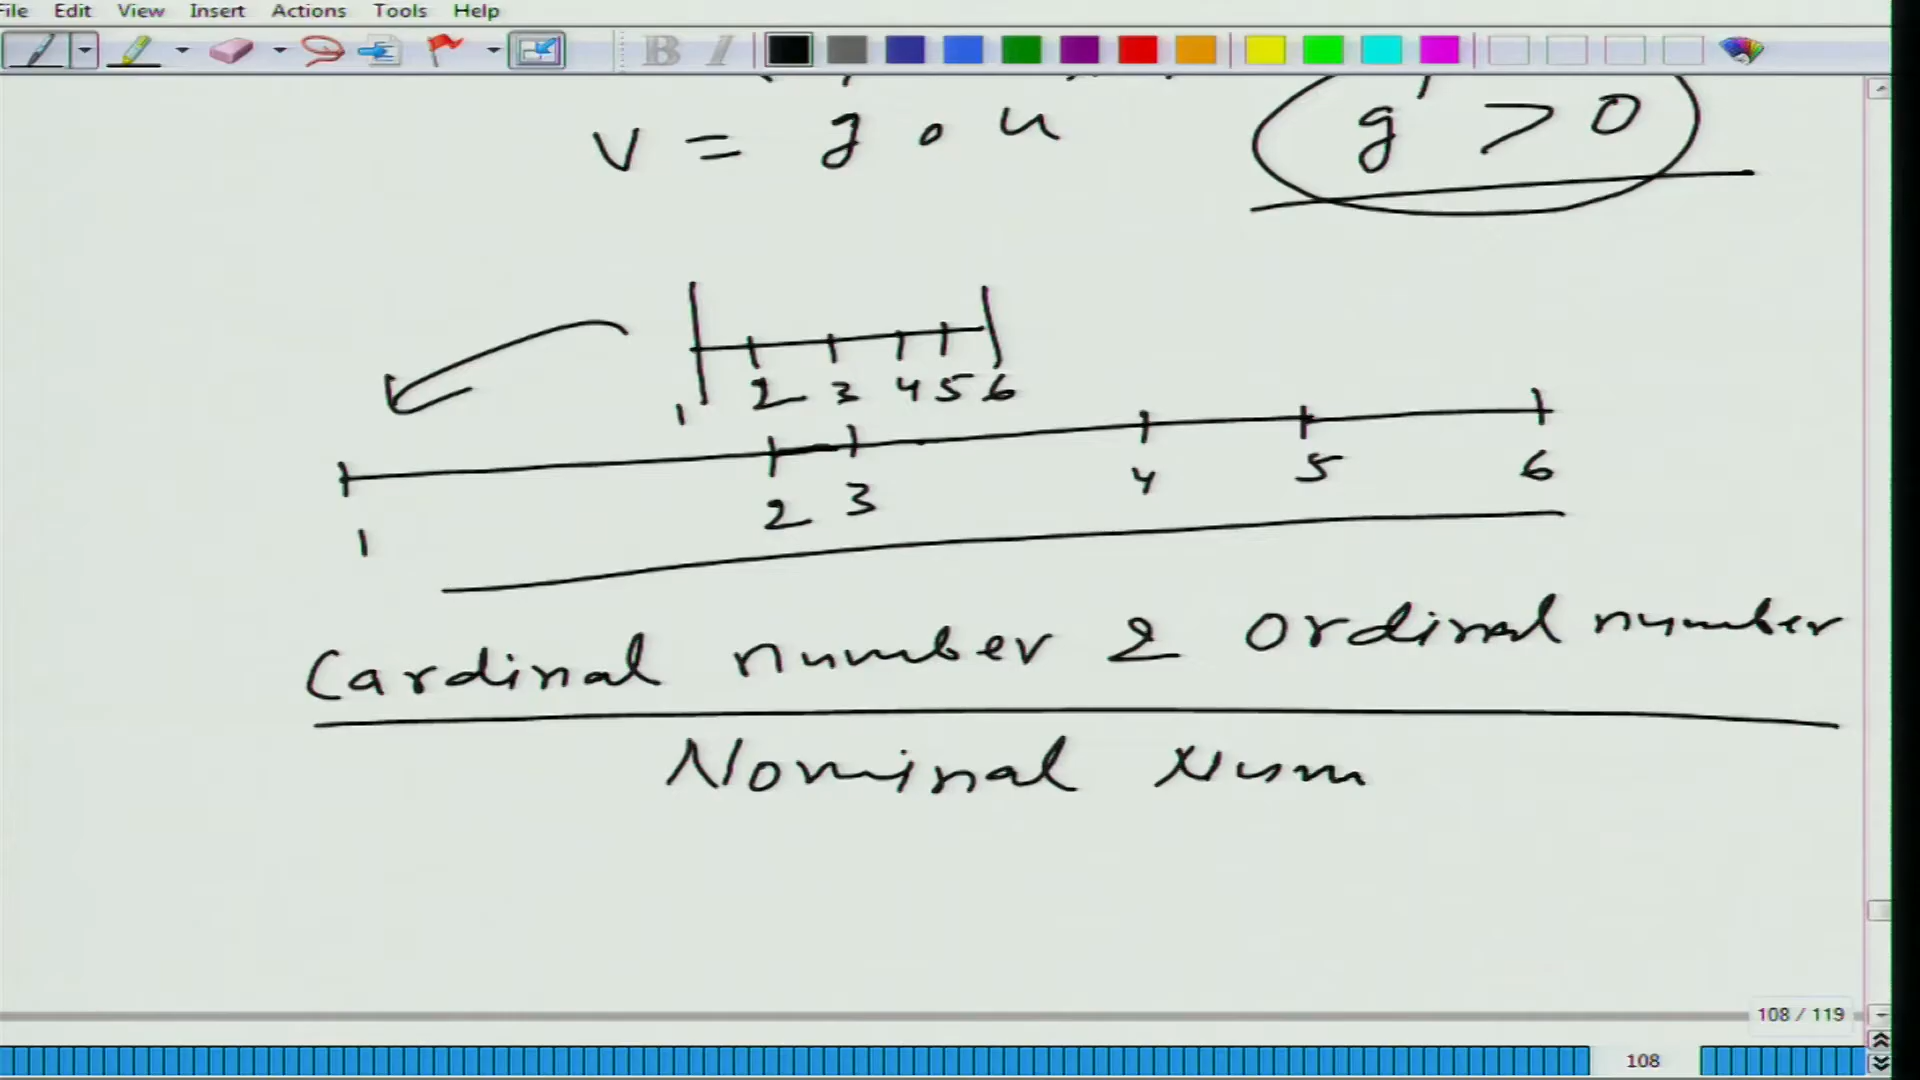 File Edit View Insert Actions Tools Help
B I
v = g ∘ u g' > 0
1 2 3 4 5 6
1 2 3 4 5 6
Cardinal number & ordinal number
Nominal Num
108 / 119
108